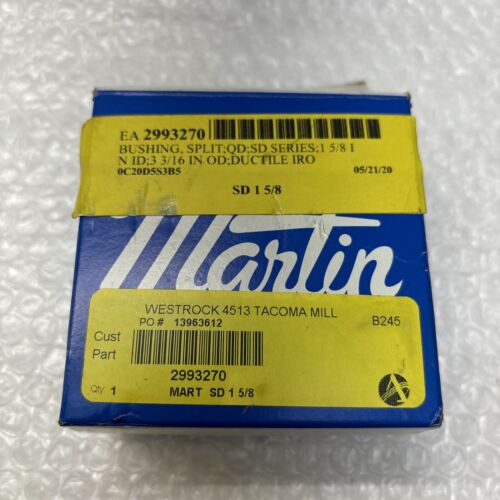 EA 2993270
BUSHING, SPLIT;QD;SD SERIES;1 5/8 I
N ID;3 3/16 IN OD;DUCTILE IRO
0C20D5S3B5 05/21/20
SD 1 5/8
Martin
WESTROCK 4513 TACOMA MILL B245
PO # 13963612
Cust
Part
2993270
Qty 1 MART SD 1 5/8